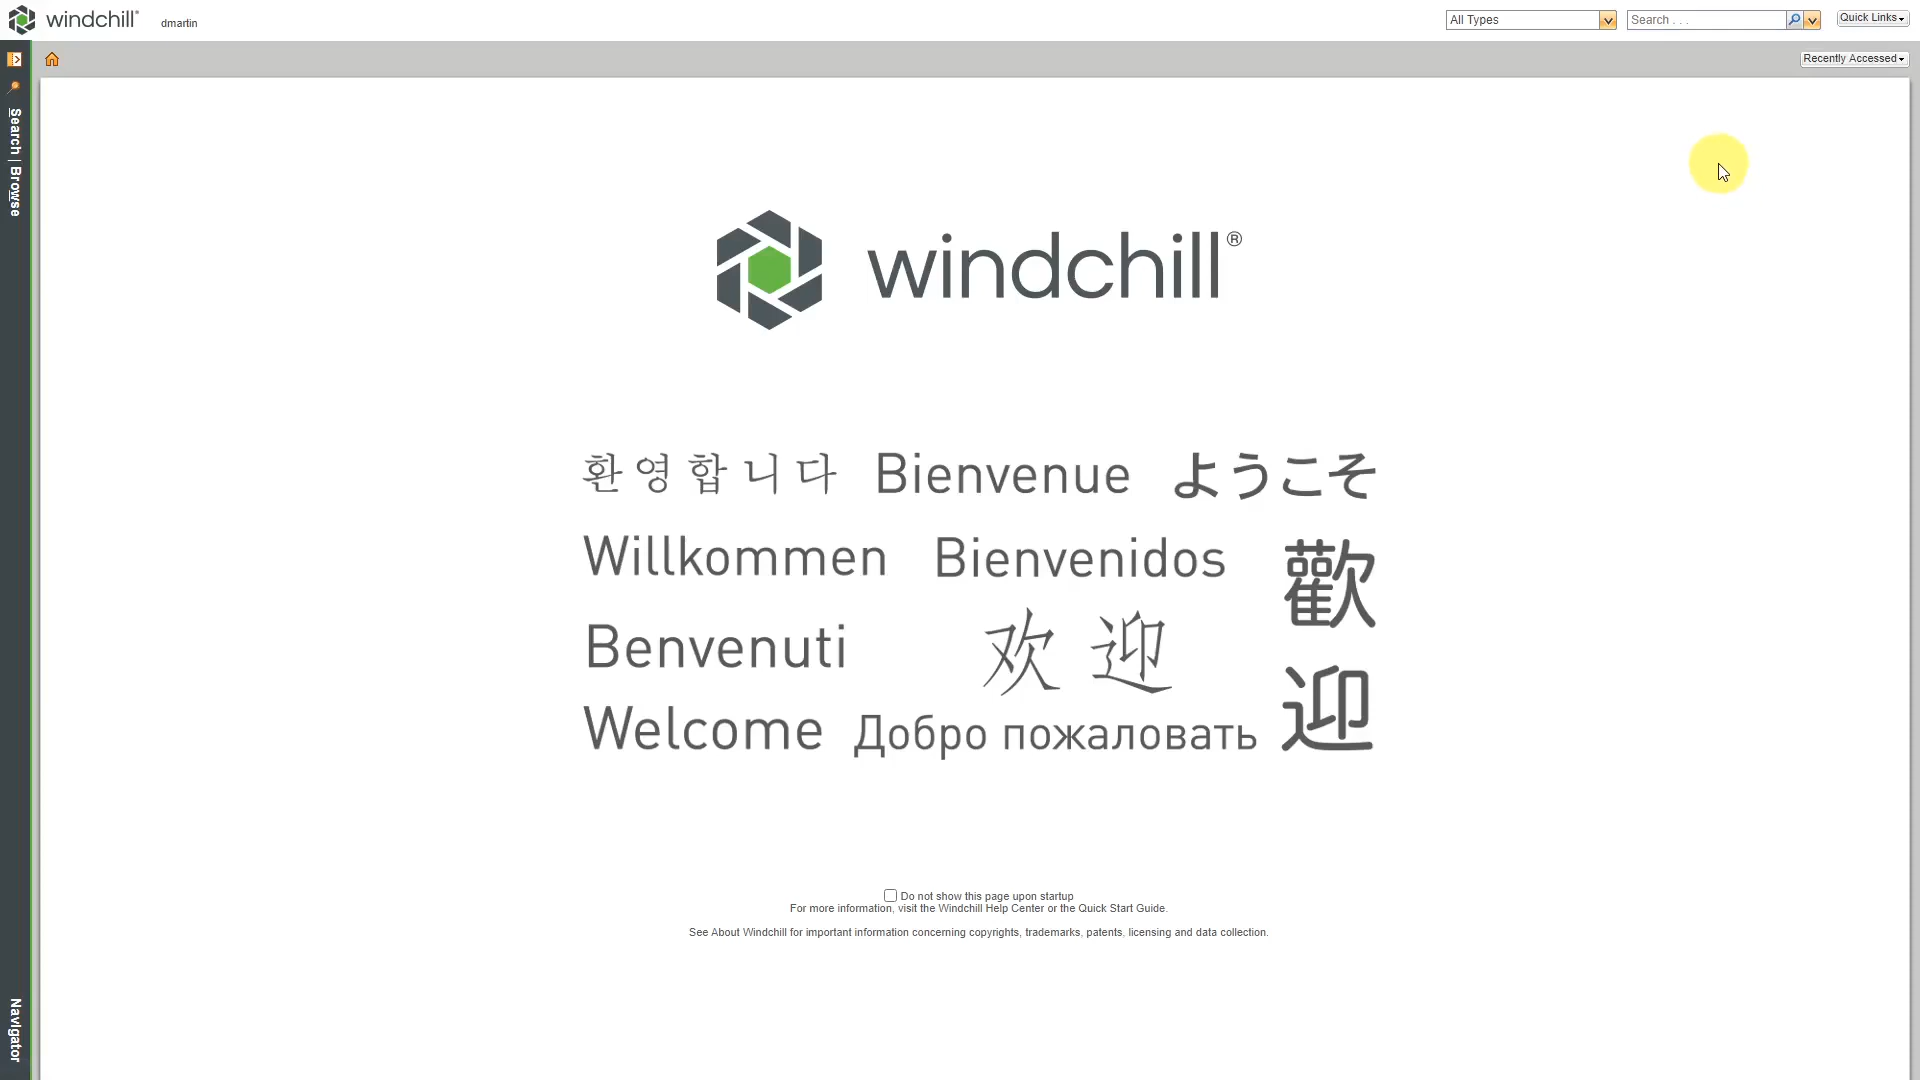 windchill® dmartin All Types Search . . . Quick Links
Recently Accessed
Search | Browse
windchill®
환영합니다 Bienvenue ようこそ
Willkommen Bienvenidos 歡迎
Benvenuti 欢迎
Welcome Добро пожаловать
Do not show this page upon startup
For more information, visit the Windchill Help Center or the Quick Start Guide.
See About Windchill for important information concerning copyrights, trademarks, patents, licensing and data collection.
Navigator